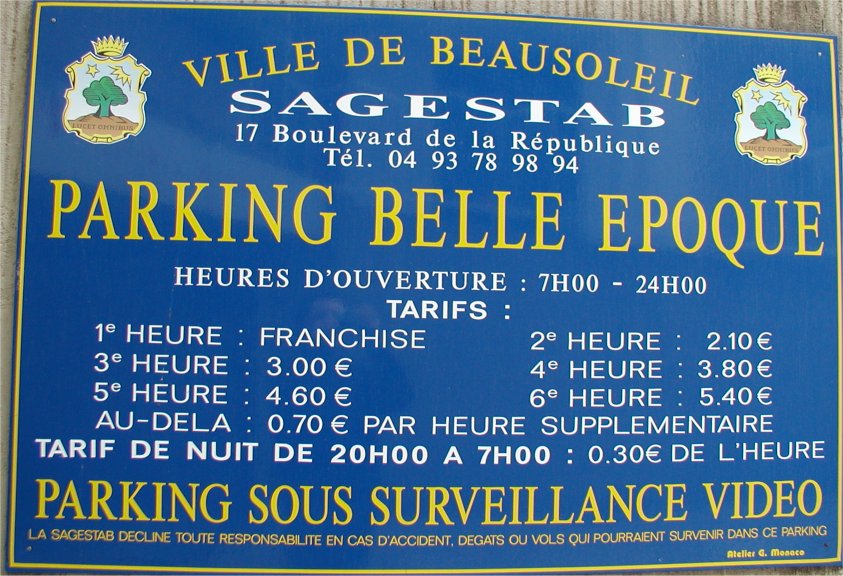 VILLE DE BEAUSOLEIL
SAGESTAB
17 Boulevard de la République
Tél. 04 93 78 98 94
LUCET OMNIBUS LUCET OMNIBUS
PARKING BELLE EPOQUE
HEURES D'OUVERTURE : 7H00 - 24H00
TARIFS :
1e HEURE : FRANCHISE 2e HEURE : 2.10 €
3e HEURE : 3.00 € 4e HEURE : 3.80 €
5e HEURE : 4.60 € 6e HEURE : 5.40 €
AU-DELA : 0.70 € PAR HEURE SUPPLEMENTAIRE
TARIF DE NUIT DE 20H00 A 7H00 : 0.30€ DE L'HEURE
PARKING SOUS SURVEILLANCE VIDEO
LA SAGESTAB DECLINE TOUTE RESPONSABILITE EN CAS D'ACCIDENT, DEGATS OU VOLS QUI POURRAIENT SURVENIR DANS CE PARKING
Atelier G. Monaco